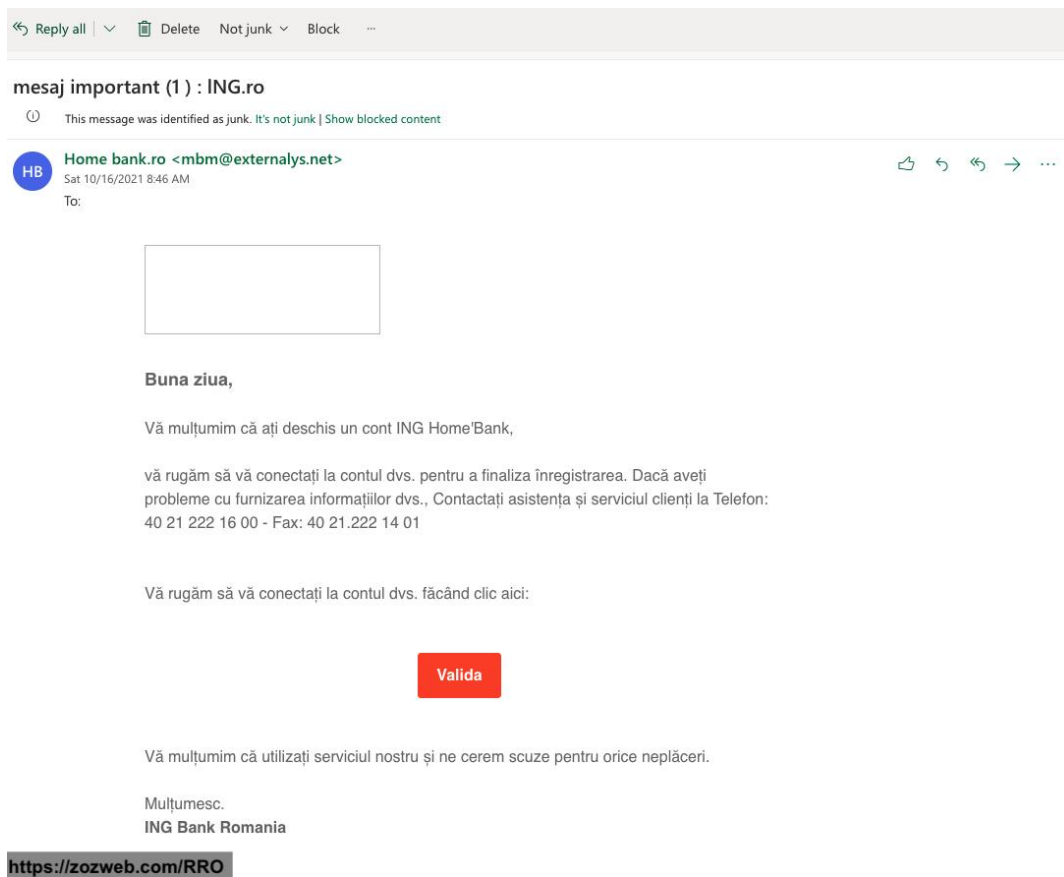 Reply all
Delete
Not junk
Block
...
mesaj important (1 ) : ING.ro
This message was identified as junk. It's not junk | Show blocked content
HB
Home bank.ro <mbm@externalys.net>
Sat 10/16/2021 8:46 AM
To:
Buna ziua,
Vă mulțumim că ați deschis un cont ING Home'Bank,
vă rugăm să vă conectați la contul dvs. pentru a finaliza înregistrarea. Dacă aveți
probleme cu furnizarea informațiilor dvs., Contactați asistența și serviciul clienți la Telefon:
40 21 222 16 00 - Fax: 40 21.222 14 01
Vă rugăm să vă conectați la contul dvs. făcând clic aici:
Valida
Vă mulțumim că utilizați serviciul nostru și ne cerem scuze pentru orice neplăceri.
Mulțumesc.
ING Bank Romania
https://zozweb.com/RRO